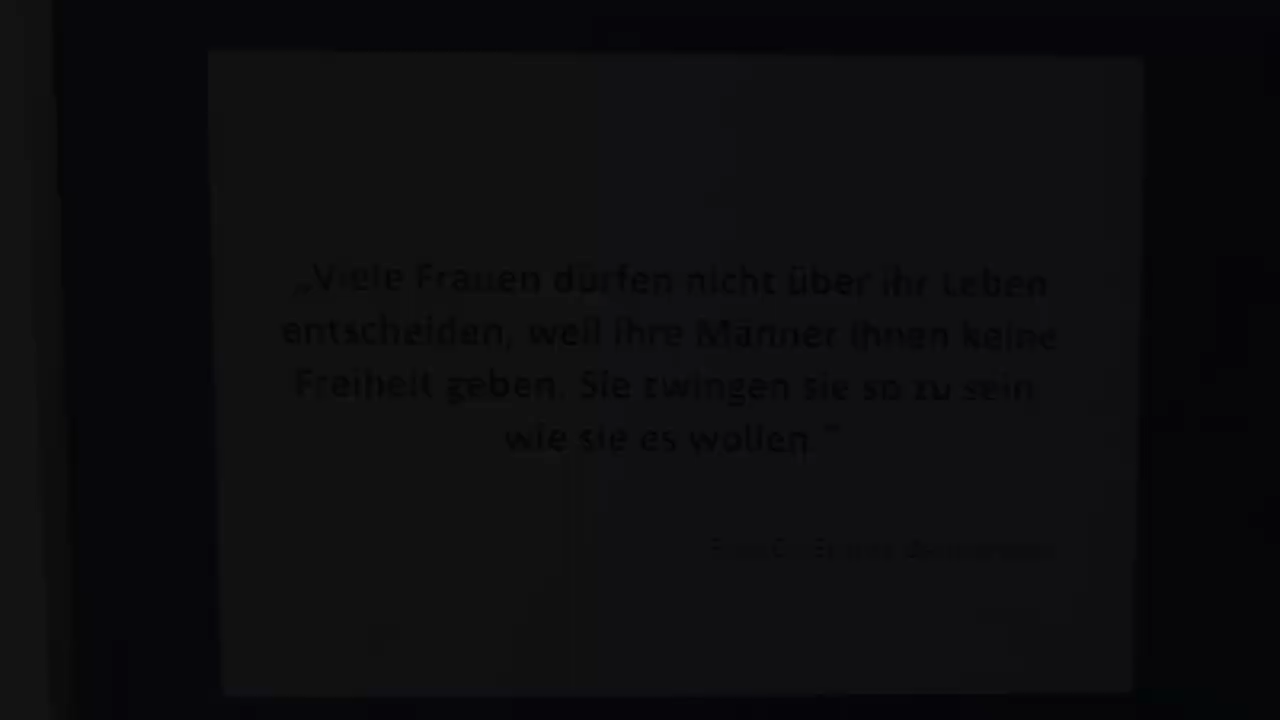 „Viele Frauen dürfen nicht über ihr Leben
entscheiden, weil ihre Männer ihnen keine
Freiheit geben. Sie zwingen sie so zu sein
wie sie es wollen.“